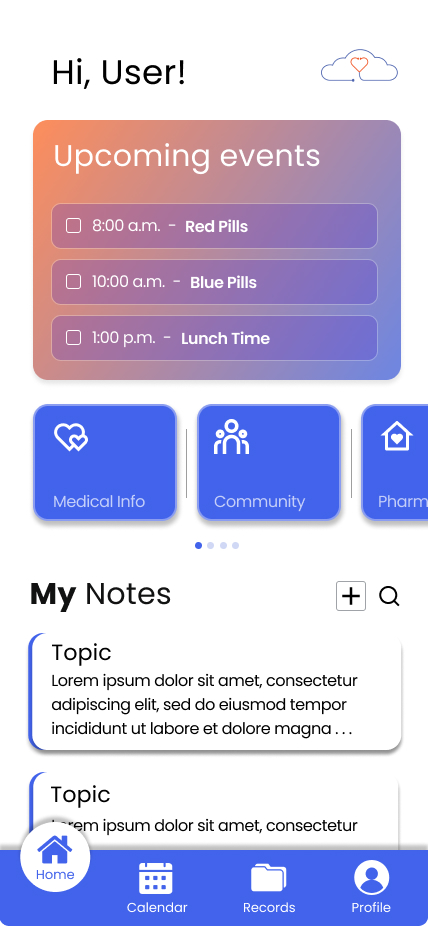 Hi, User!
Upcoming events
8:00 a.m. - Red Pills
10:00 a.m. - Blue Pills
1:00 p.m. - Lunch Time
Medical Info
Community
Pharm
My Notes
Topic
Lorem ipsum dolor sit amet, consectetur
adipiscing elit, sed do eiusmod tempor
incididunt ut labore et dolore magna . . .
Topic
Lorem ipsum dolor sit amet, consectetur
Home
Calendar
Records
Profile